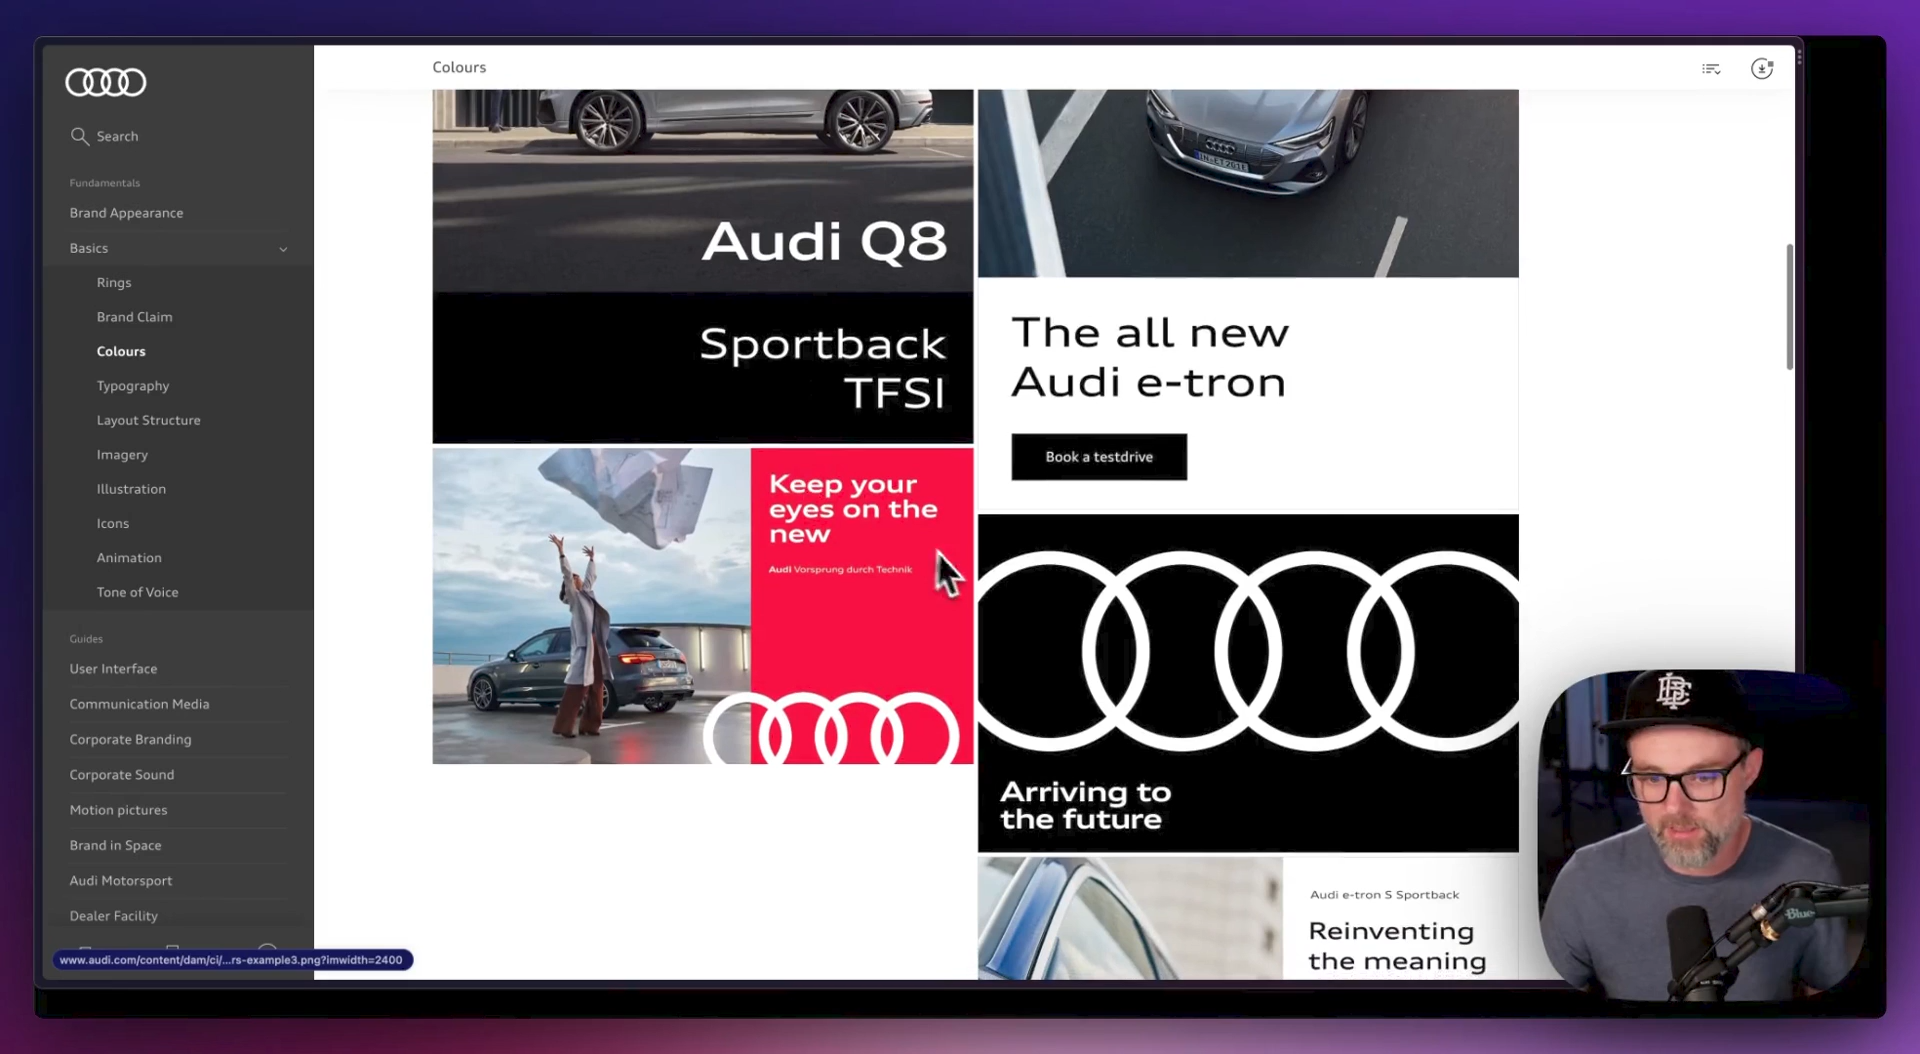 Search
Fundamentals
Brand Appearance
Basics
Rings
Brand Claim
Colours
Typography
Layout Structure
Imagery
Illustration
Icons
Animation
Tone of Voice
Guides
User Interface
Communication Media
Corporate Branding
Corporate Sound
Motion pictures
Brand in Space
Audi Motorsport
Dealer Facility
www.audi.com/content/dam/ci/...rs-example3.png?imwidth=2400
Colours
Audi Q8
Sportback
TFSI
Keep your
eyes on the
new
Audi Vorsprung durch Technik
The all new
Audi e-tron
Book a testdrive
Arriving to
the future
Audi e-tron S Sportback
Reinventing
the meaning
Blue